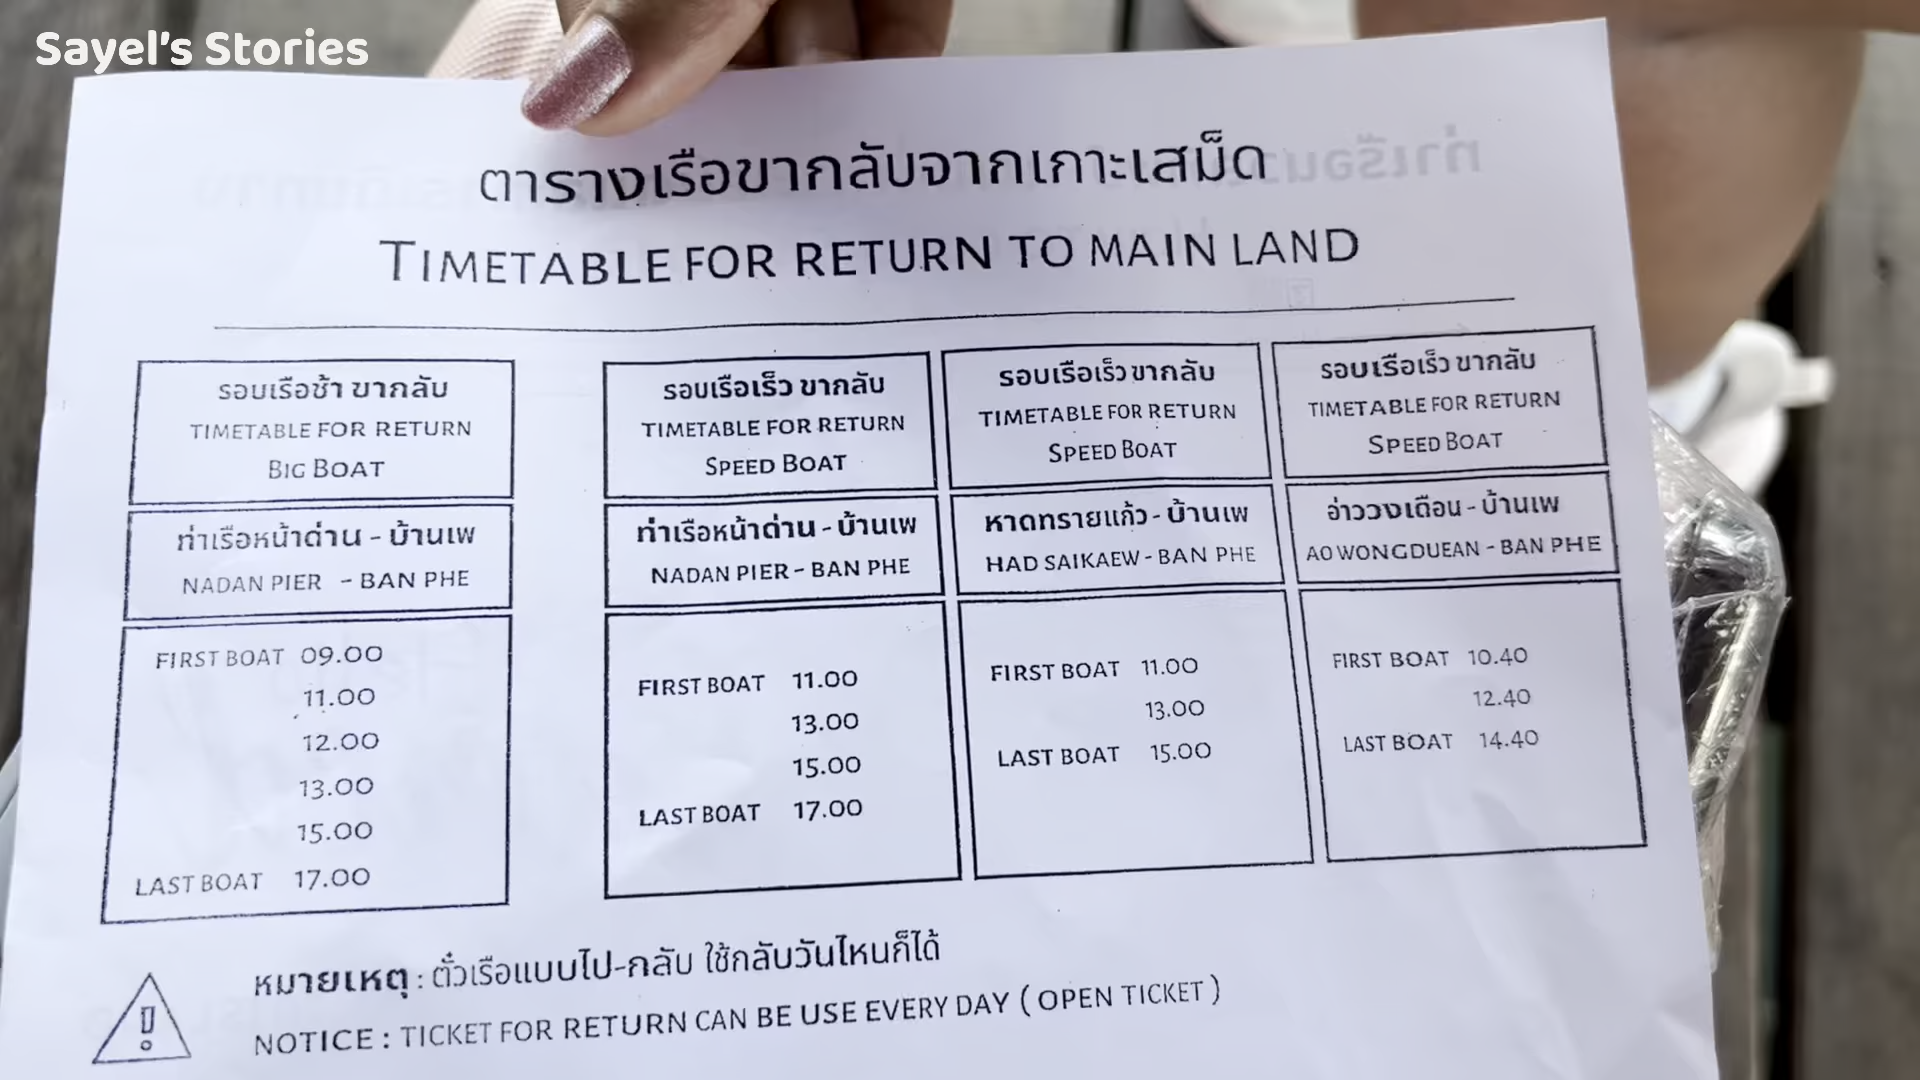 Sayel's Stories
ตารางเรือขากลับจากเกาะเสม็ด
TIMETABLE FOR RETURN TO MAIN LAND
รอบเรือช้า ขากลับ
TIMETABLE FOR RETURN
BIG BOAT
ท่าเรือหน้าด่าน - บ้านเพ
NADAN PIER - BAN PHE
FIRST BOAT 09.00
11.00
12.00
13.00
15.00
LAST BOAT 17.00
รอบเรือเร็ว ขากลับ
TIMETABLE FOR RETURN
SPEED BOAT
ท่าเรือหน้าด่าน - บ้านเพ
NADAN PIER - BAN PHE
FIRST BOAT 11.00
13.00
15.00
LAST BOAT 17.00
รอบเรือเร็ว ขากลับ
TIMETABLE FOR RETURN
SPEED BOAT
หาดทรายแก้ว - บ้านเพ
HAD SAIKAEW - BAN PHE
FIRST BOAT 11.00
13.00
LAST BOAT 15.00
รอบเรือเร็ว ขากลับ
TIMETABLE FOR RETURN
SPEED BOAT
อ่าววงเดือน - บ้านเพ
AO WONGDUEAN - BAN PHE
FIRST BOAT 10.40
12.40
LAST BOAT 14.40
หมายเหตุ : ตั๋วเรือแบบไป-กลับ ใช้กลับวันไหนก็ได้
NOTICE : TICKET FOR RETURN CAN BE USE EVERY DAY ( OPEN TICKET )